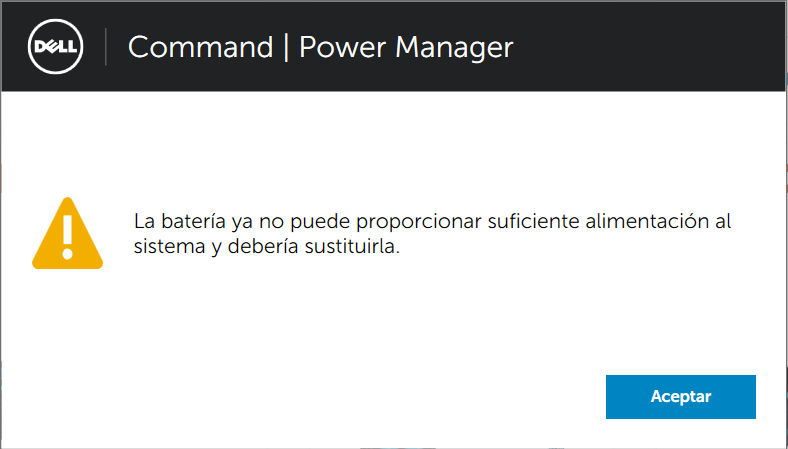 DELL Command | Power Manager
La batería ya no puede proporcionar suficiente alimentación al
sistema y debería sustituirla.
Aceptar